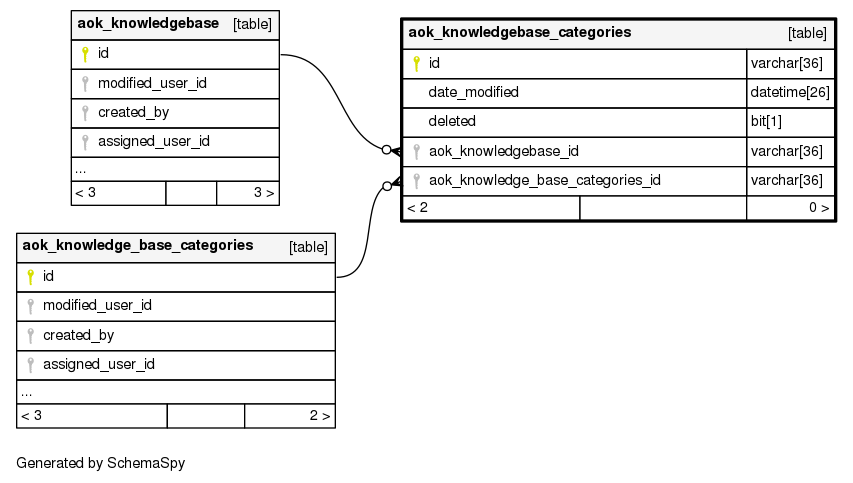 aok_knowledgebase [table]
id
modified_user_id
created_by
assigned_user_id
...
< 3 3 >
aok_knowledgebase_categories [table]
id varchar[36]
date_modified datetime[26]
deleted bit[1]
aok_knowledgebase_id varchar[36]
aok_knowledge_base_categories_id varchar[36]
< 2 0 >
aok_knowledge_base_categories [table]
id
modified_user_id
created_by
assigned_user_id
...
< 3 2 >
Generated by SchemaSpy